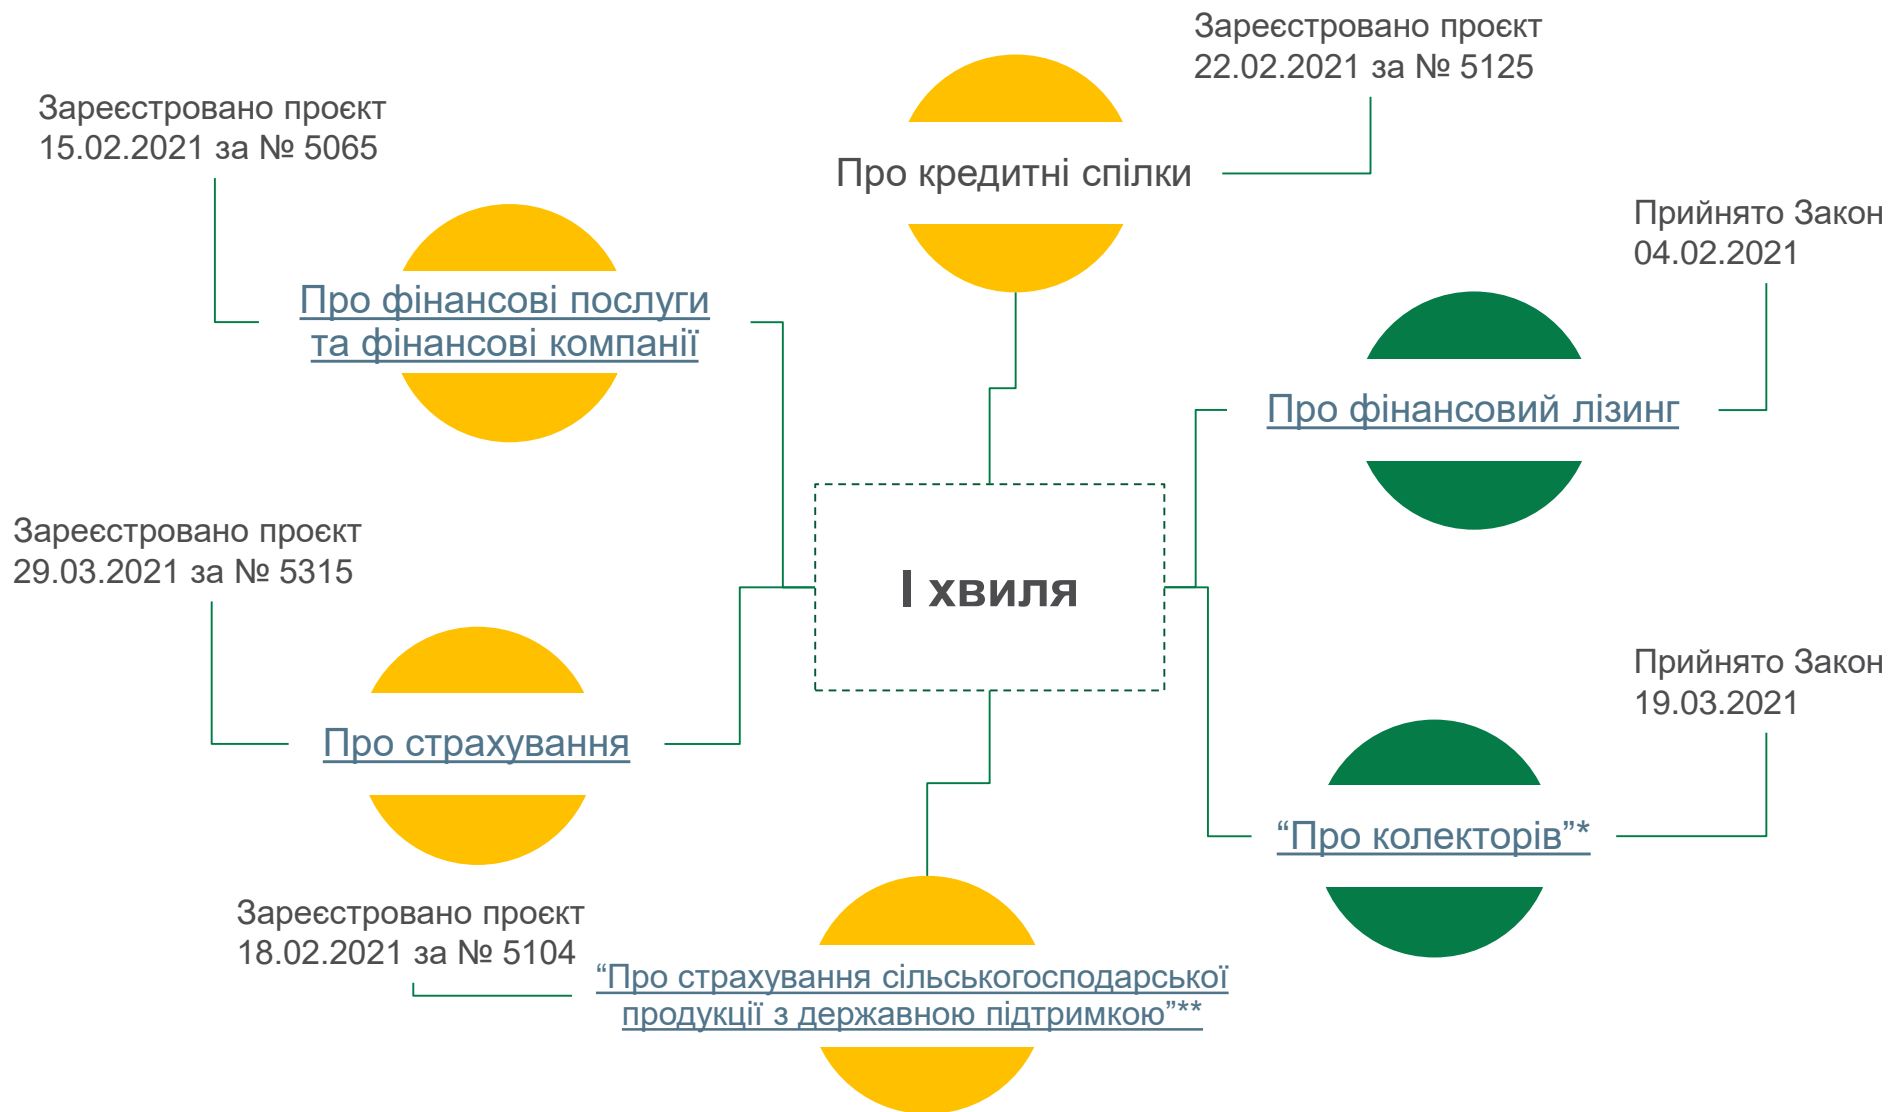 Зареєстровано проєкт
22.02.2021 за № 5125
Про кредитні спілки
Зареєстровано проєкт
15.02.2021 за № 5065
Про фінансові послуги
та фінансові компанії
Прийнято Закон
04.02.2021
Про фінансовий лізинг
І хвиля
Зареєстровано проєкт
29.03.2021 за № 5315
Про страхування
Прийнято Закон
19.03.2021
“Про колекторів”*
Зареєстровано проєкт
18.02.2021 за № 5104
“Про страхування сільськогосподарської
продукції з державною підтримкою”**